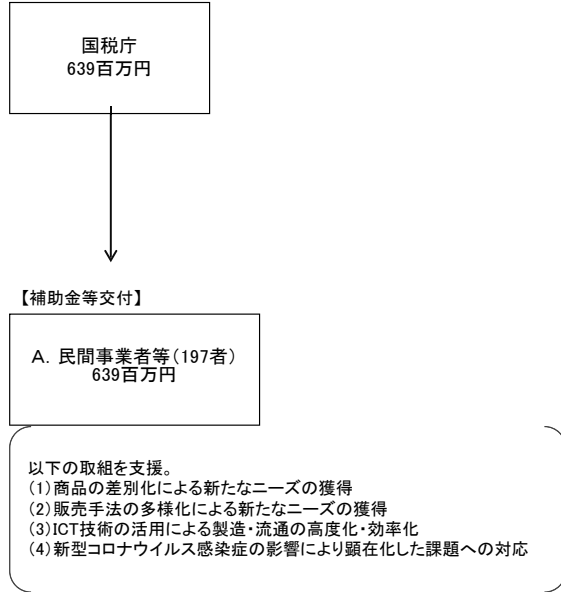 国税庁
639百万円
【補助金等交付】
A．民間事業者等（197者）
639百万円
以下の取組を支援。
(1)商品の差別化による新たなニーズの獲得
(2)販売手法の多様化による新たなニーズの獲得
(3)ICT技術の活用による製造・流通の高度化・効率化
(4)新型コロナウイルス感染症の影響により顕在化した課題への対応